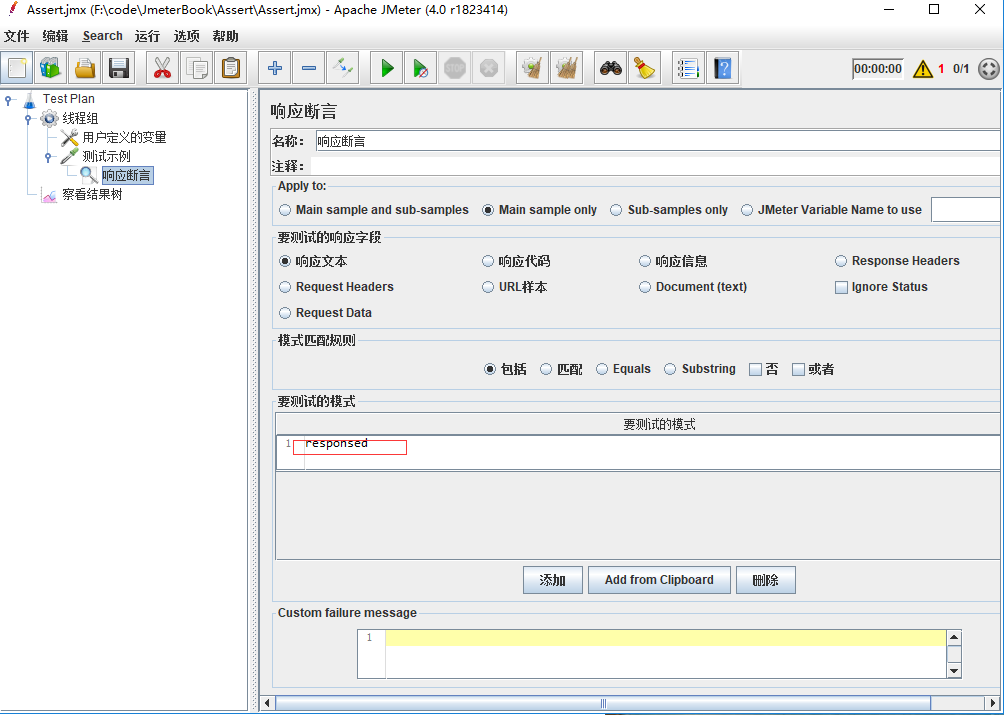 Assert.jmx (F:\code\JmeterBook\Assert\Assert.jmx) - Apache JMeter (4.0 r1823414)
文件 编辑 Search 运行 选项 帮助
STOP 00:00:00 1 0/1
Test Plan
线程组
用户定义的变量
测试示例
响应断言
察看结果树
响应断言
名称： 响应断言
注释：
Apply to:
Main sample and sub-samples Main sample only Sub-samples only JMeter Variable Name to use
要测试的响应字段
响应文本 响应代码 响应信息 Response Headers
Request Headers URL样本 Document (text) Ignore Status
Request Data
模式匹配规则
包括 匹配 Equals Substring 否 或者
要测试的模式
要测试的模式
1 responsed
添加 Add from Clipboard 删除
Custom failure message
1